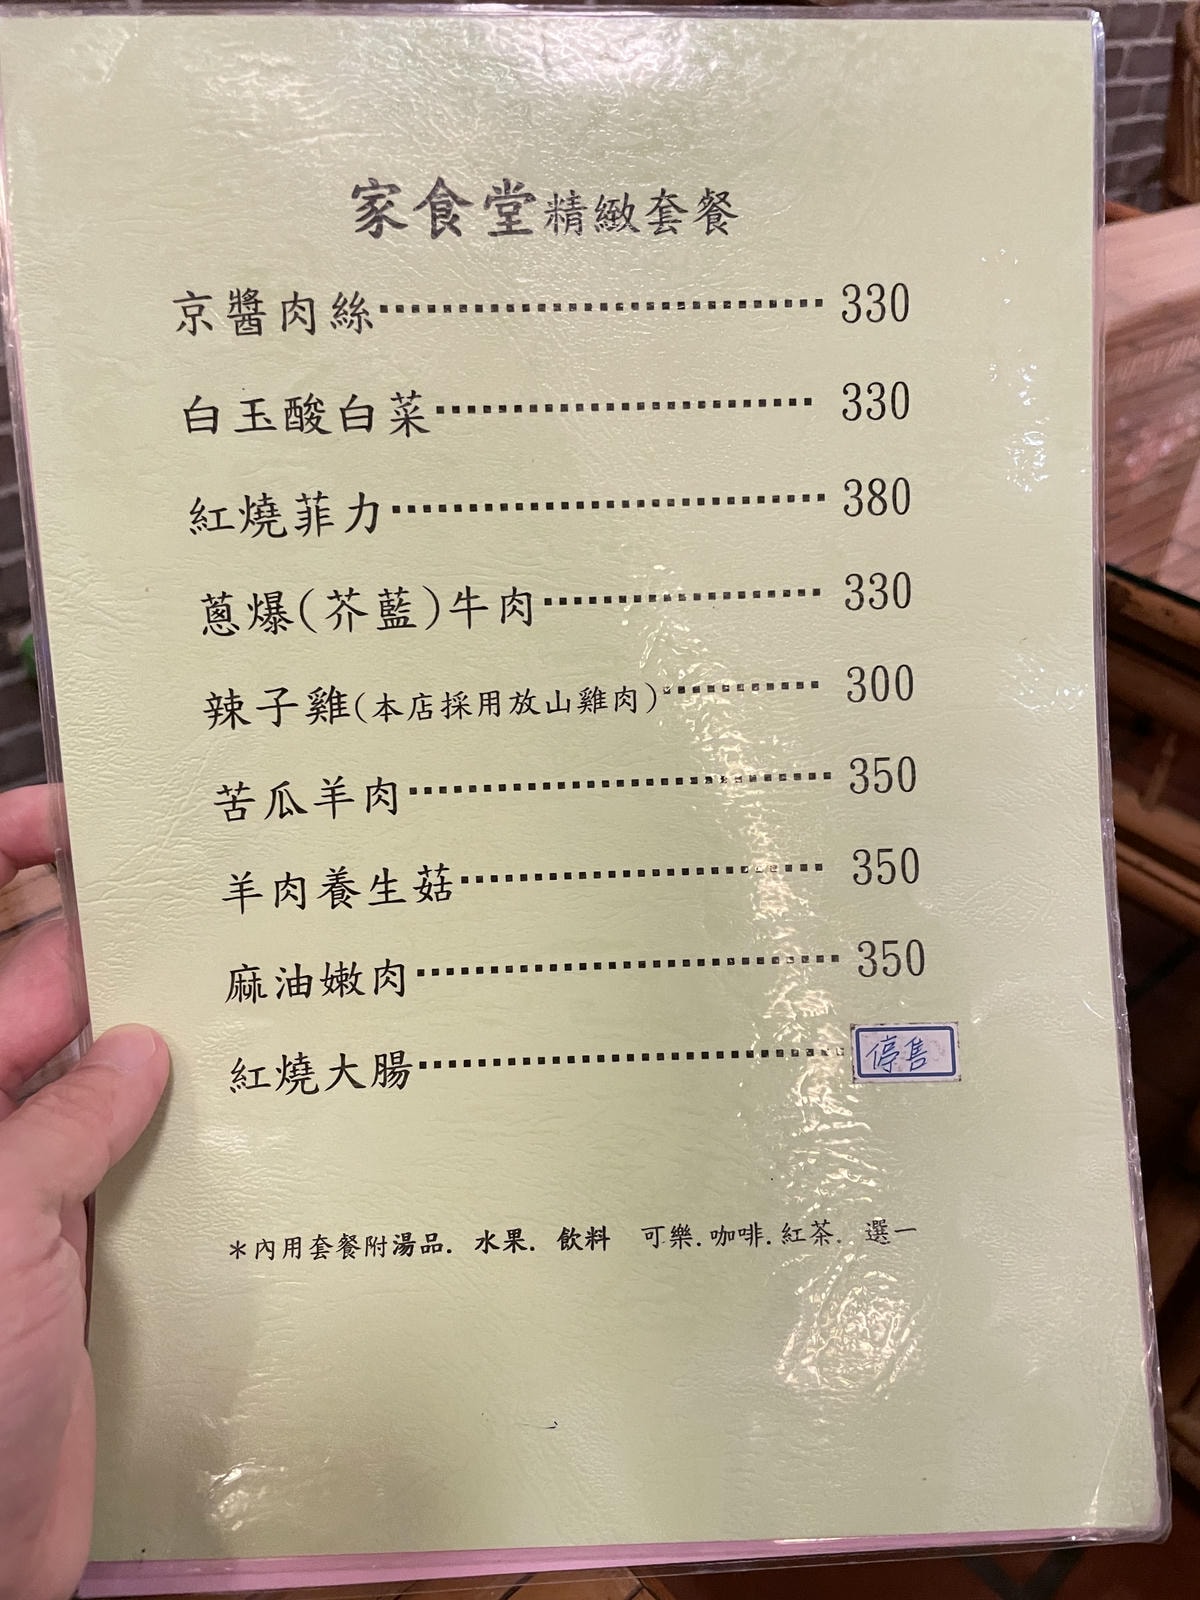 家食堂精緻套餐
京醬肉絲 330
白玉酸白菜 330
紅燒菲力 380
蔥爆(芥藍)牛肉 330
辣子雞(本店採用放山雞肉) 300
苦瓜羊肉 350
羊肉養生菇 350
麻油嫩肉 350
紅燒大腸 停售
*內用套餐附湯品. 水果. 飲料 可樂.咖啡.紅茶. 選一